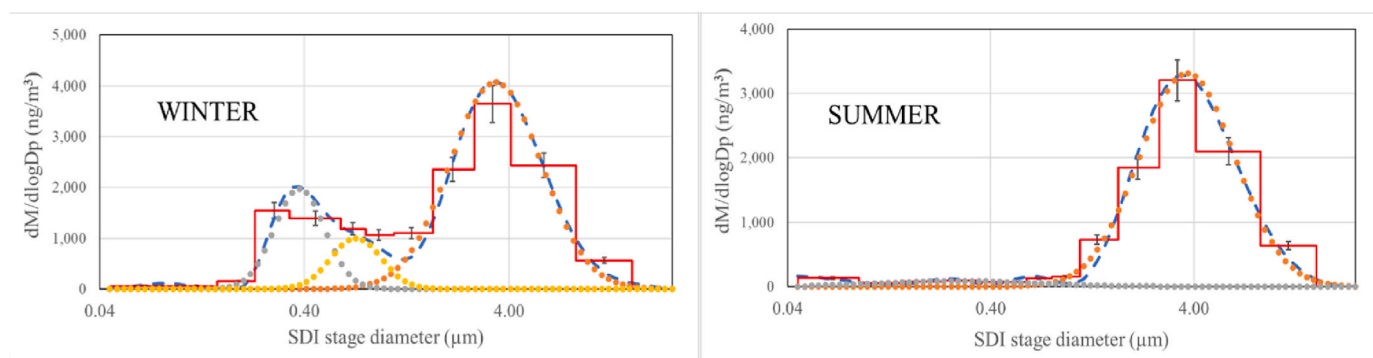 5,000
4,000
3,000
2,000
1,000
0
dM/dlogDp (ng/m³)
WINTER
0.04
0.40
4.00
SDI stage diameter (µm)
4,000
3,000
2,000
1,000
0
dM/dlogDp (ng/m³)
SUMMER
0.04
0.40
4.00
SDI stage diameter (µm)